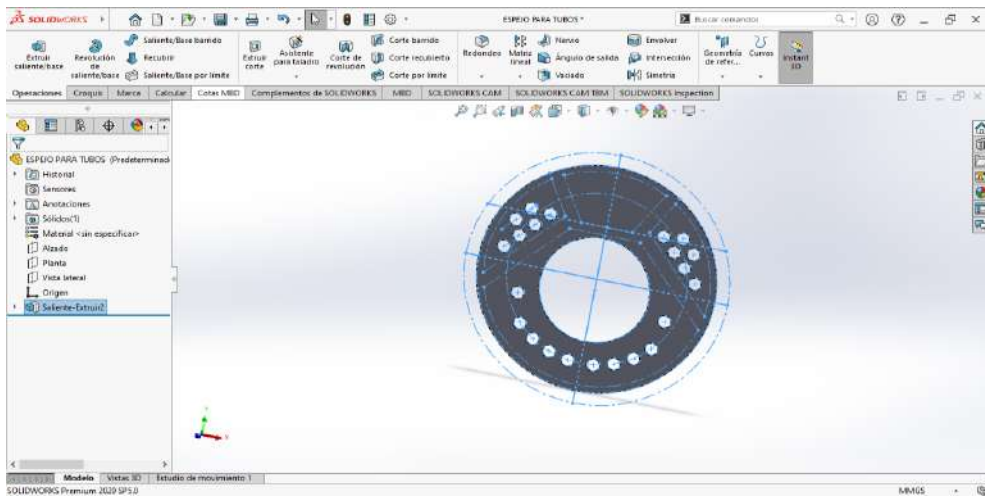 SOLIDWORKS
ESPEJO PARA TUBOS *
Buscar comandos
Extruir saliente/base
Revolución de saliente/base
Saliente/Base barrido
Recubrir
Saliente/Base por límite
Extruir corte
Asistente para taladro
Corte de revolución
Corte barrido
Corte recubierto
Corte por límite
Redondeo
Matriz lineal
Nervio
Ángulo de salida
Vaciado
Envolver
Intersección
Simetría
Geometría de refer...
Curvas
Instant 3D
Operaciones Croquis Marca Calcular Cotas MBD Complementos de SOLIDWORKS MBD SOLIDWORKS CAM SOLIDWORKS CAM TBM SOLIDWORKS Inspection
ESPEJO PARA TUBOS (Predeterminad
Historial
Sensores
Anotaciones
Sólidos(1)
Material <sin especificar>
Alzado
Planta
Vista lateral
Origen
Saliente-Extruir2
Modelo Vistas 3D Estudio de movimiento 1
SOLIDWORKS Premium 2020 SP5.0
MMGS